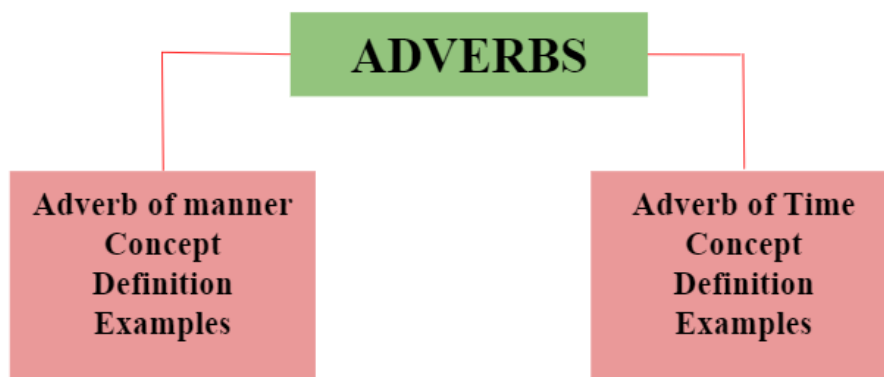 ADVERBS
Adverb of manner
Concept
Definition
Examples
Adverb of Time
Concept
Definition
Examples